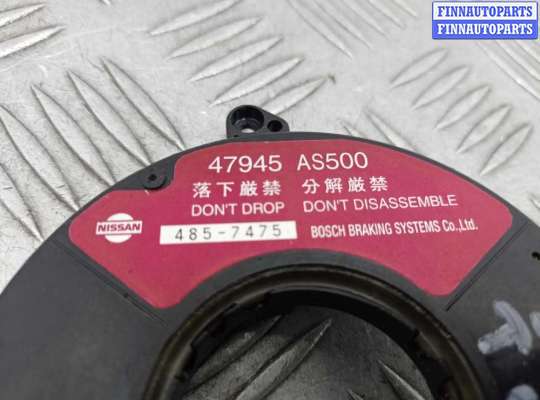 FINNAUTOPARTS
FINNAUTOPARTS
47945 AS500
落下厳禁 分解厳禁
DON'T DROP DON'T DISASSEMBLE
NISSAN
485-7475 BOSCH BRAKING SYSTEMS Co.,Ltd.